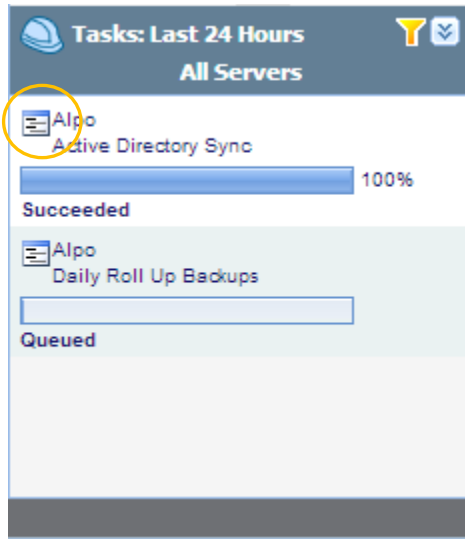 Tasks: Last 24 Hours
All Servers
Alpo
Active Directory Sync
100%
Succeeded
Alpo
Daily Roll Up Backups
Queued